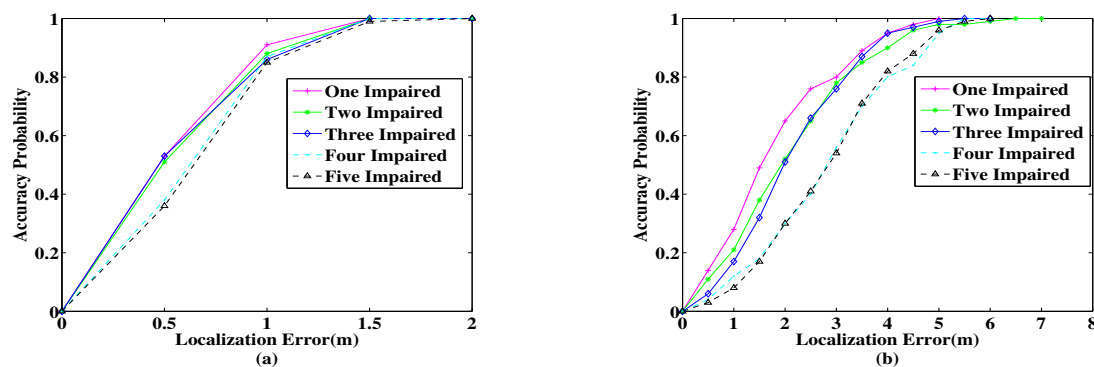 1
0.8
0.6
0.4
0.2
0
Accuracy Probability
0 0.5 1 1.5 2
Localization Error(m)
(a)
One Impaired
Two Impaired
Three Impaired
Four Impaired
Five Impaired
1
0.8
0.6
0.4
0.2
0
Accuracy Probability
0 1 2 3 4 5 6 7 8
Localization Error(m)
(b)
One Impaired
Two Impaired
Three Impaired
Four Impaired
Five Impaired